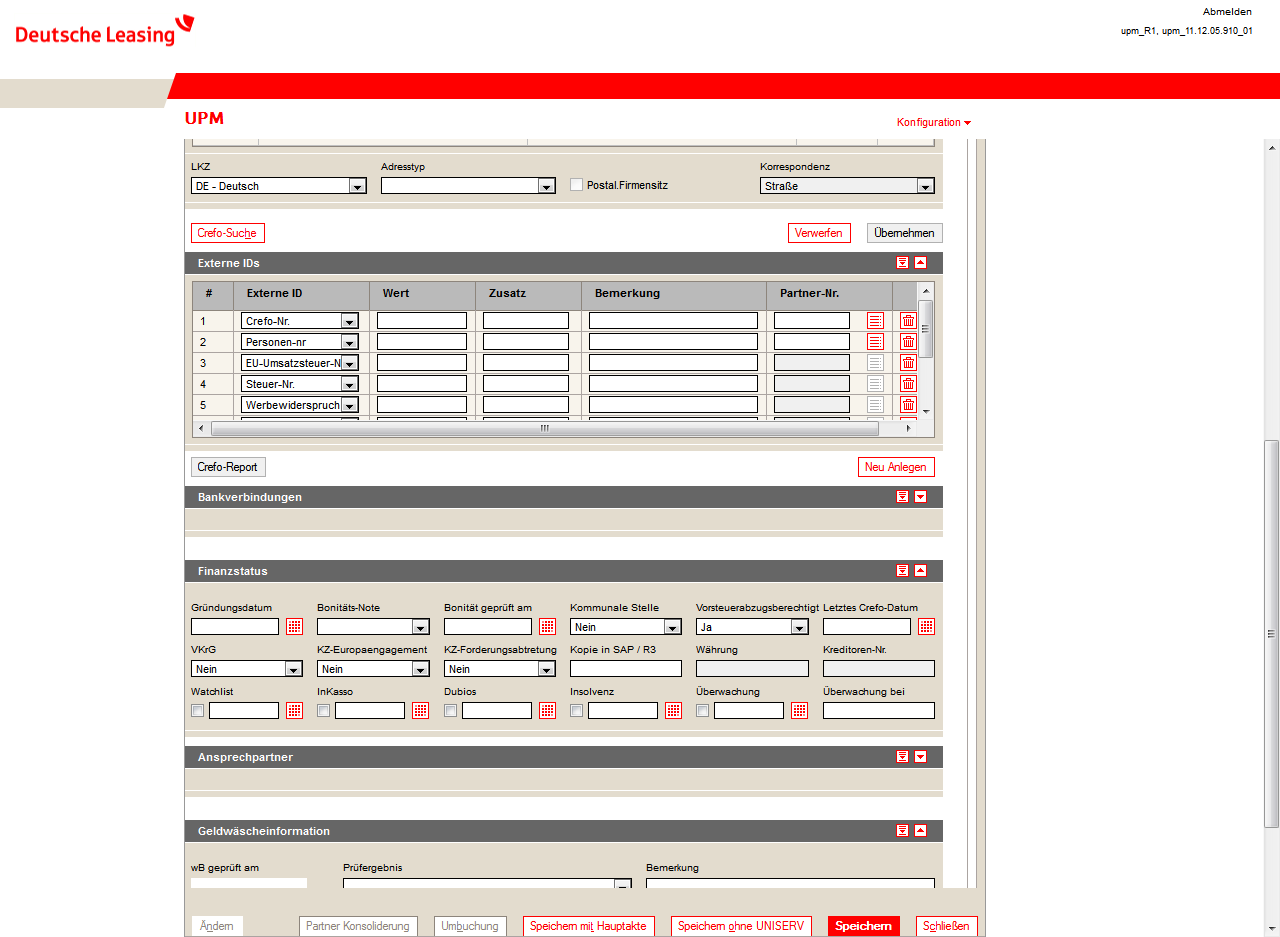 Abmelden
Deutsche Leasing
upm_R1, upm_11.12.05.910_01
UPM
Konfiguration
LKZ Adresstyp Korrespondenz
DE - Deutsch Postal.Firmensitz Straße
Crefo-Suche Verwerfen Übernehmen
Externe IDs
# Externe ID Wert Zusatz Bemerkung Partner-Nr.
1 Crefo-Nr.
2 Personen-nr
3 EU-Umsatzsteuer-N
4 Steuer-Nr.
5 Werbewiderspruch
Crefo-Report Neu Anlegen
Bankverbindungen
Finanzstatus
Gründungsdatum Bonitäts-Note Bonität geprüft am Kommunale Stelle Vorsteuerabzugsberechtigt Letztes Crefo-Datum
Nein Ja
VKrG KZ-Europaengagement KZ-Forderungsabtretung Kopie in SAP / R3 Währung Kreditoren-Nr.
Nein Nein Nein
Watchlist InKasso Dubios Insolvenz Überwachung Überwachung bei
Ansprechpartner
Geldwäscheinformation
wB geprüft am Prüfergebnis Bemerkung
Ändern Partner Konsolidierung Umbuchung Speichern mit Hauptakte Speichern ohne UNISERV Speichern Schließen